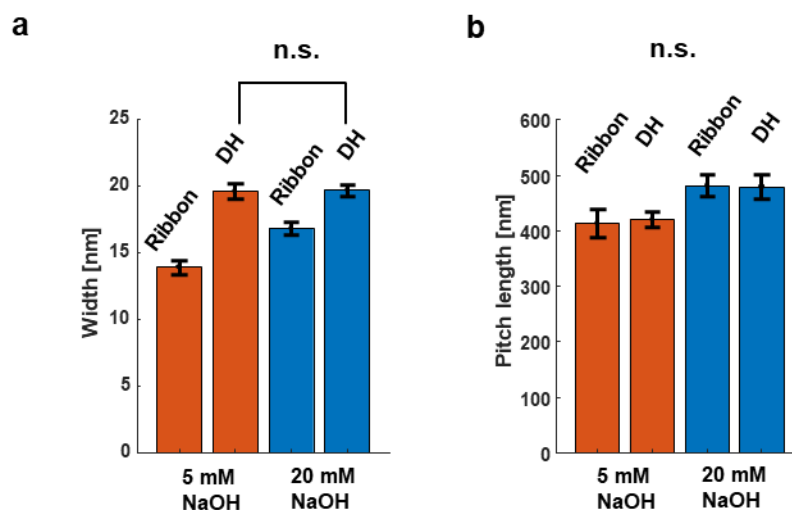 a
n.s.
Width [nm]
25
20
15
10
5
0
Ribbon
DH
Ribbon
DH
5 mM
NaOH
20 mM
NaOH
b
n.s.
Pitch length [nm]
600
500
400
300
200
100
0
Ribbon
DH
Ribbon
DH
5 mM
NaOH
20 mM
NaOH